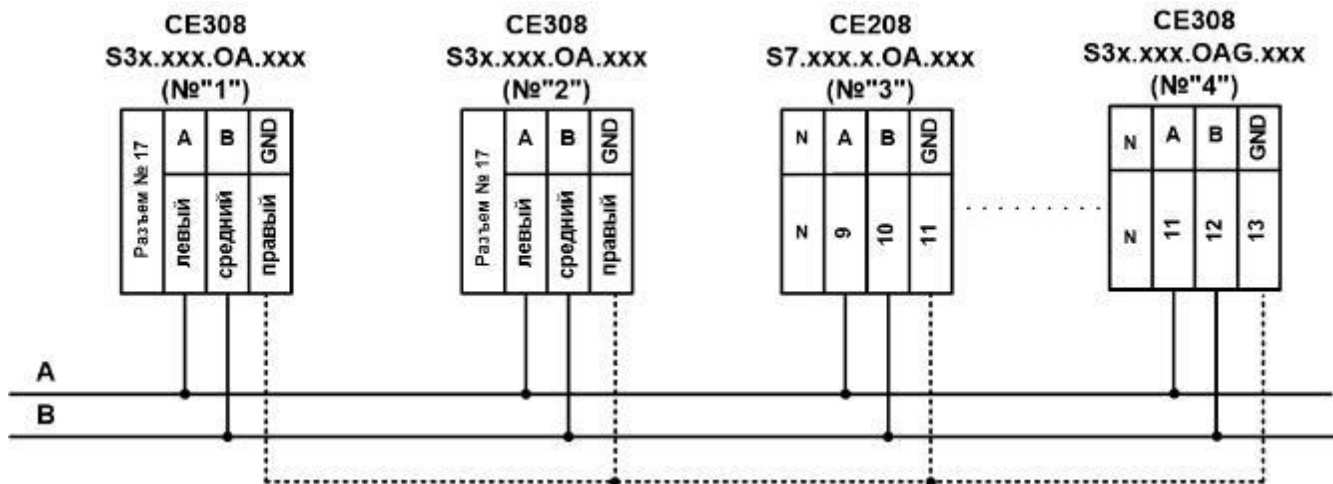 CE308
S3x.xxx.OA.xxx
(№"1")
Разъем № 17
A
B
GND
левый
средний
правый
CE308
S3x.xxx.OA.xxx
(№"2")
Разъем № 17
A
B
GND
левый
средний
правый
CE208
S7.xxx.x.OA.xxx
(№"3")
N
A
B
GND
N
9
10
11
CE308
S3x.xxx.OAG.xxx
(№"4")
N
A
B
GND
N
11
12
13
A
B